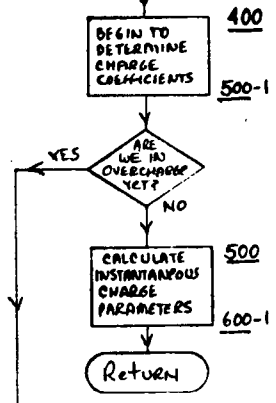 400
BEGIN TO
DETERMINE
CHARGE
COEFFICIENTS
500-1
YES
ARE
WE IN
OVERCHARGE
YET?
NO
CALCULATE
INSTANTANEOUS
CHARGE
PARAMETERS
500
600-1
RETURN